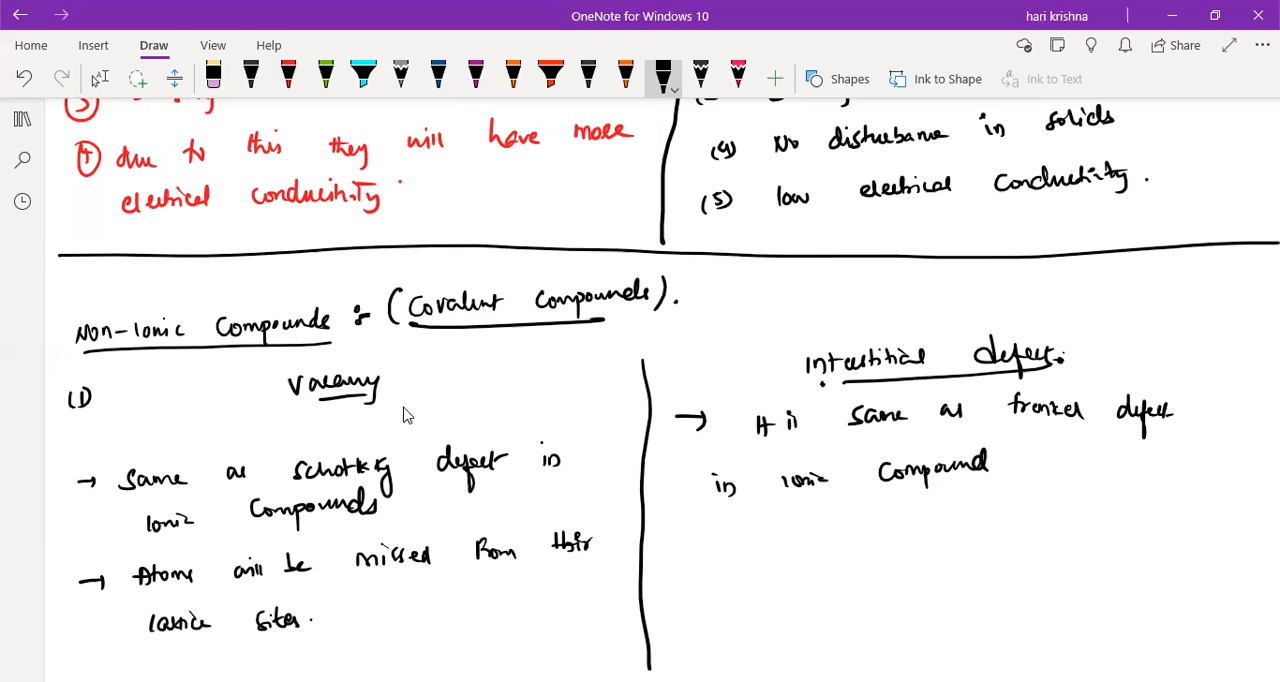 OneNote for Windows 10
hari krishna
Home Insert Draw View Help
Share
Shapes
Ink to Shape
Ink to Text
(3)
(4) due to this they will have more
electrical conductivity.
(4) No disturbance in solids
(5) low electrical conductivity.
Non-Ionic Compounds :- (Covalent Compounds).
(1) Vacancy
→ Same as schottky defect in
Ionic Compounds
→ Atoms will be missed from their
lattice sites.
Interstitial defect.
→ It is same as frenkel defect
in ionic Compound